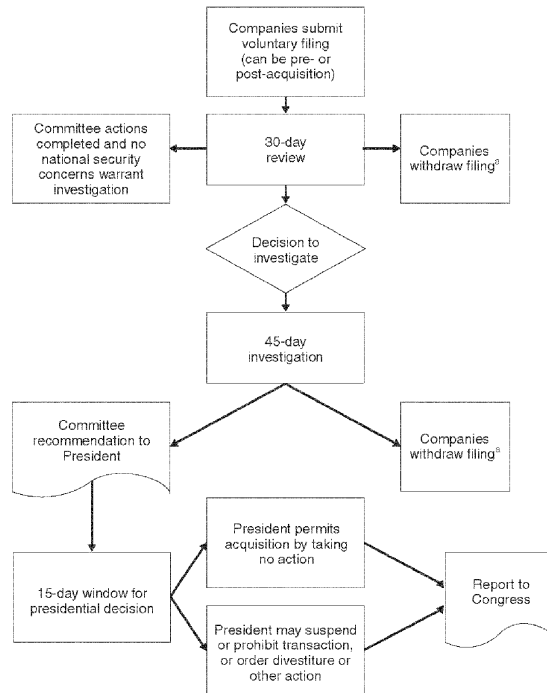 Companies submit
voluntary filing
(can be pre- or
post-acquisition)
Committee actions
completed and no
national security
concerns warrant
investigation
30-day
review
Companies
withdraw filingᵃ
Decision to
investigate
45-day
investigation
Committee
recommendation to
President
Companies
withdraw filingᵃ
President permits
acquisition by taking
no action
15-day window for
presidential decision
Report to
Congress
President may suspend
or prohibit transaction,
or order divestiture or
other action